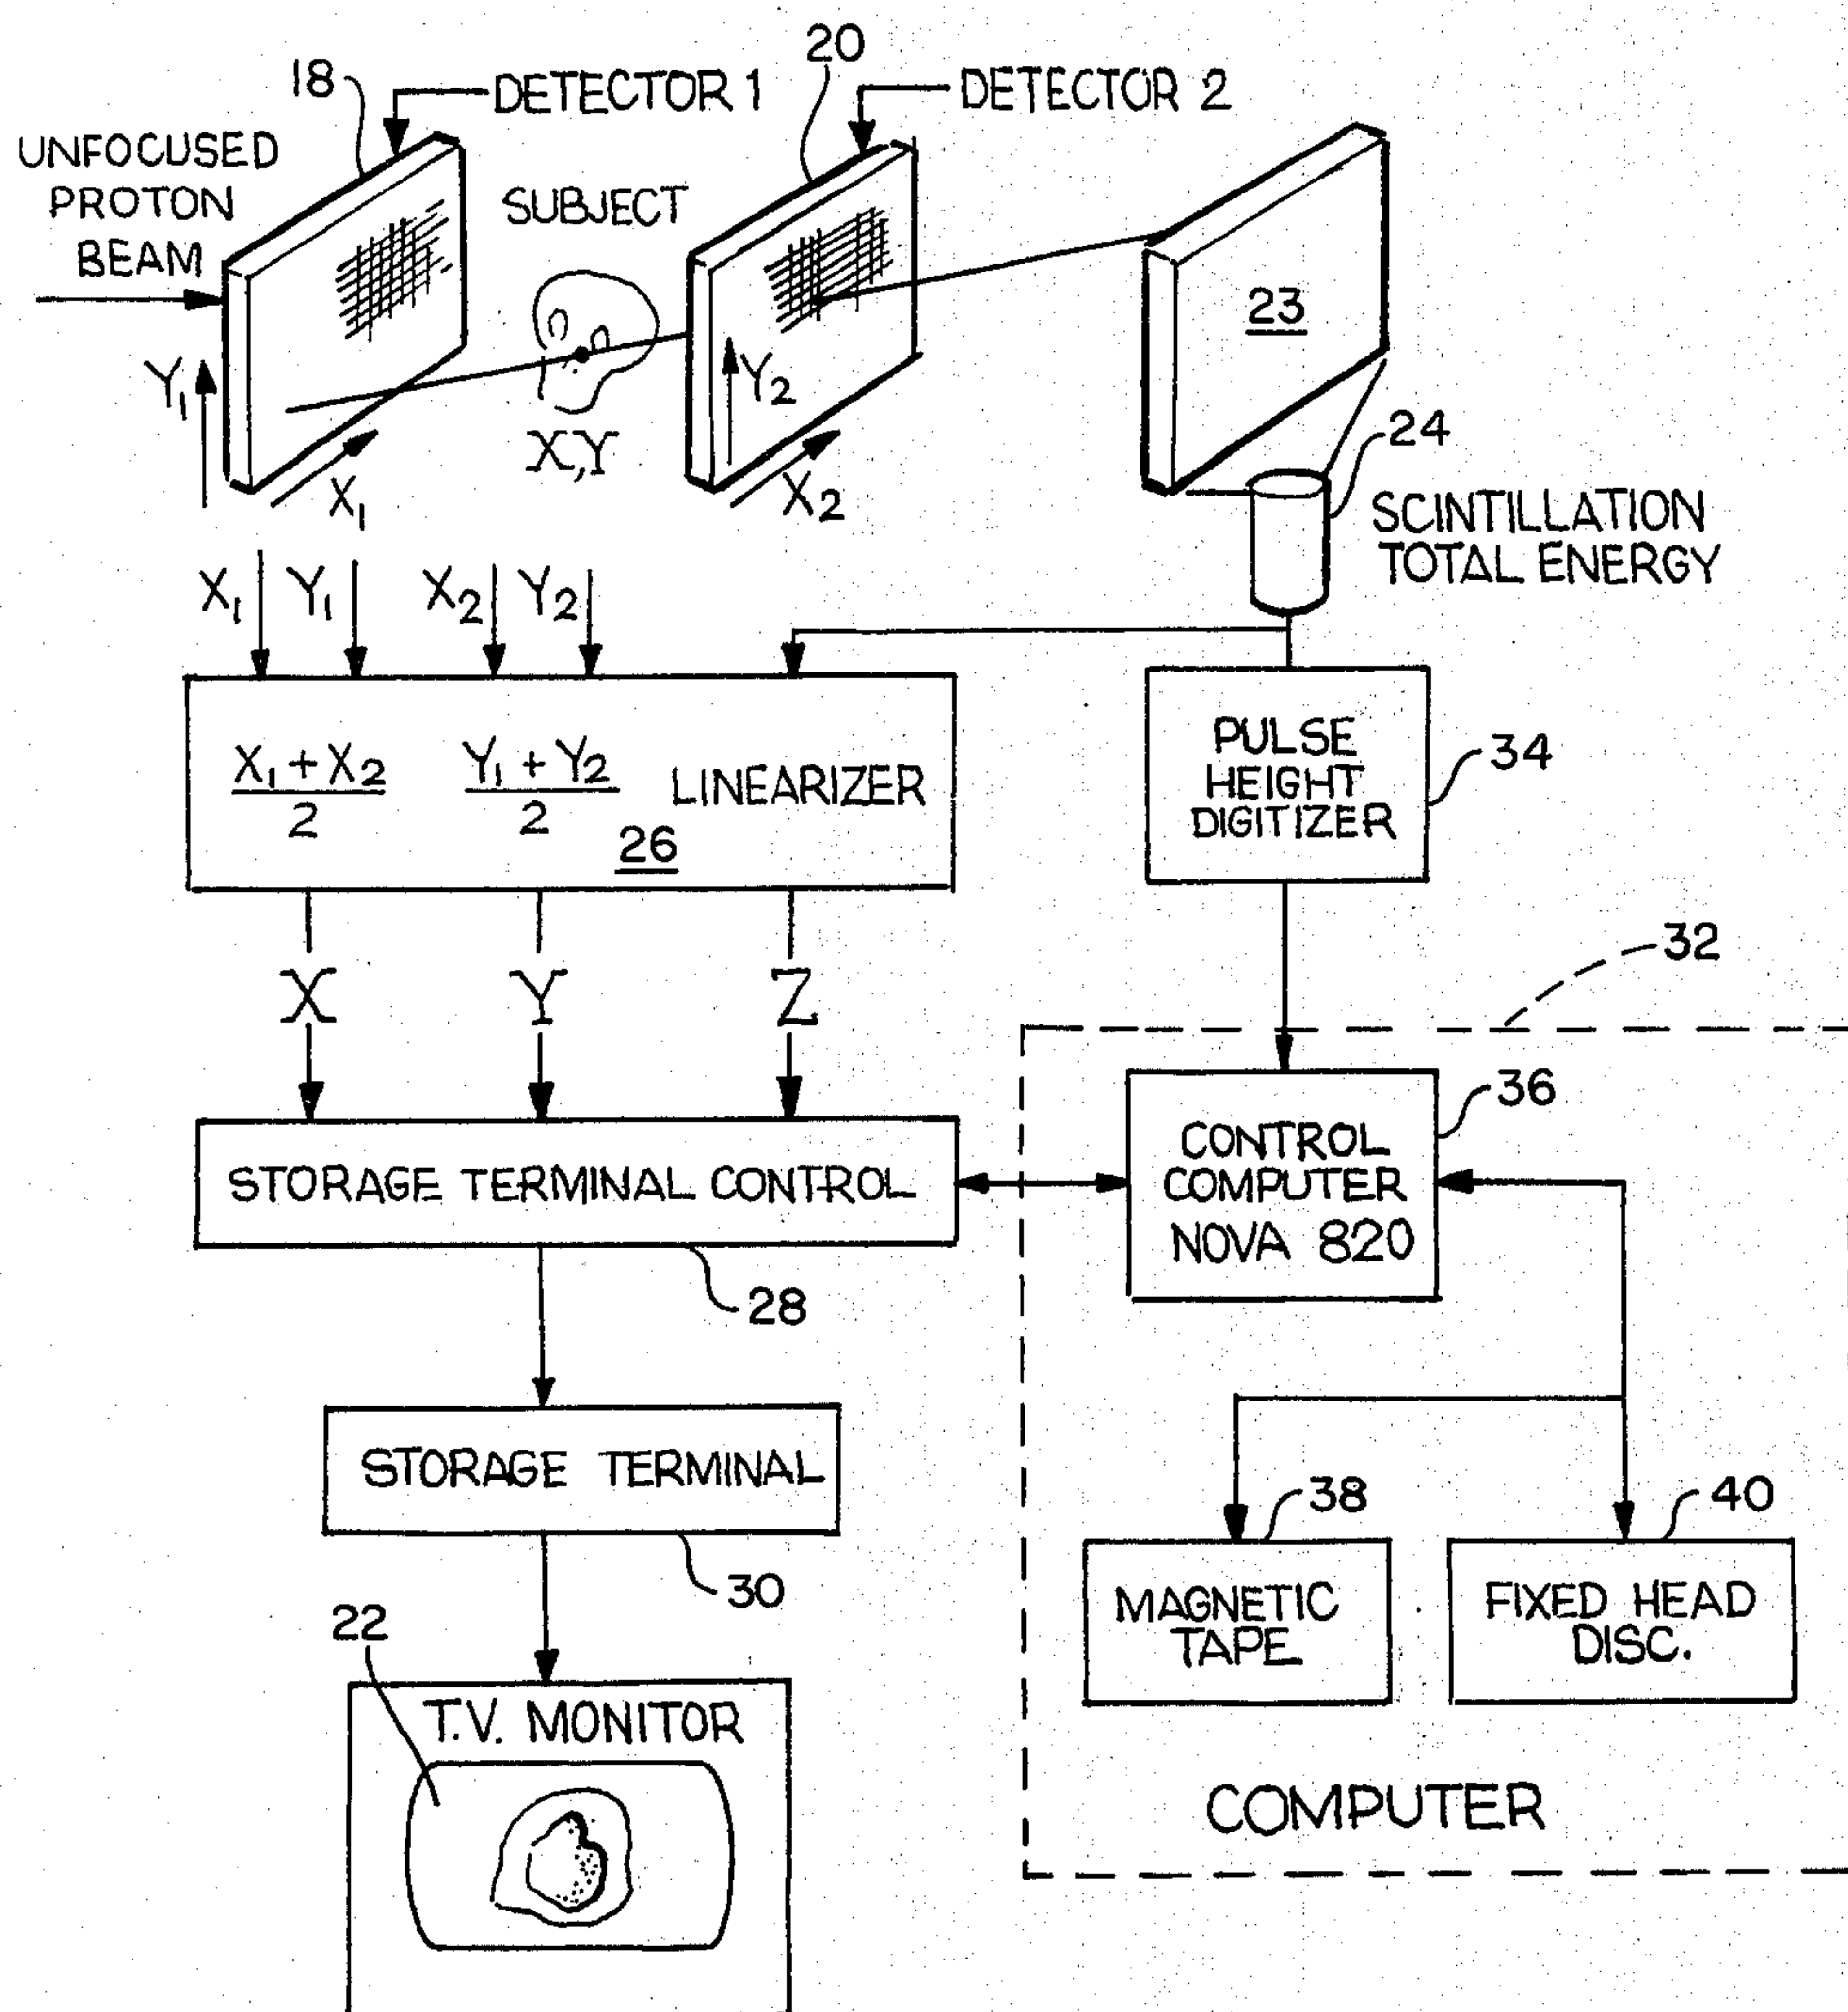 20
18
DETECTOR 1
DETECTOR 2
UNFOCUSED
PROTON
BEAM
SUBJECT
23
Y₁
Y₂
X,Y
X₁
X₂
24
SCINTILLATION
TOTAL ENERGY
X₁ Y₁ X₂ Y₂
X₁ + X₂
2
Y₁ + Y₂
2
LINEARIZER
26
PULSE
HEIGHT
DIGITIZER
34
X Y Z
32
36
CONTROL
COMPUTER
NOVA 820
STORAGE TERMINAL CONTROL
28
STORAGE TERMINAL
30
38
40
MAGNETIC
TAPE
FIXED HEAD
DISC.
22
T.V. MONITOR
COMPUTER